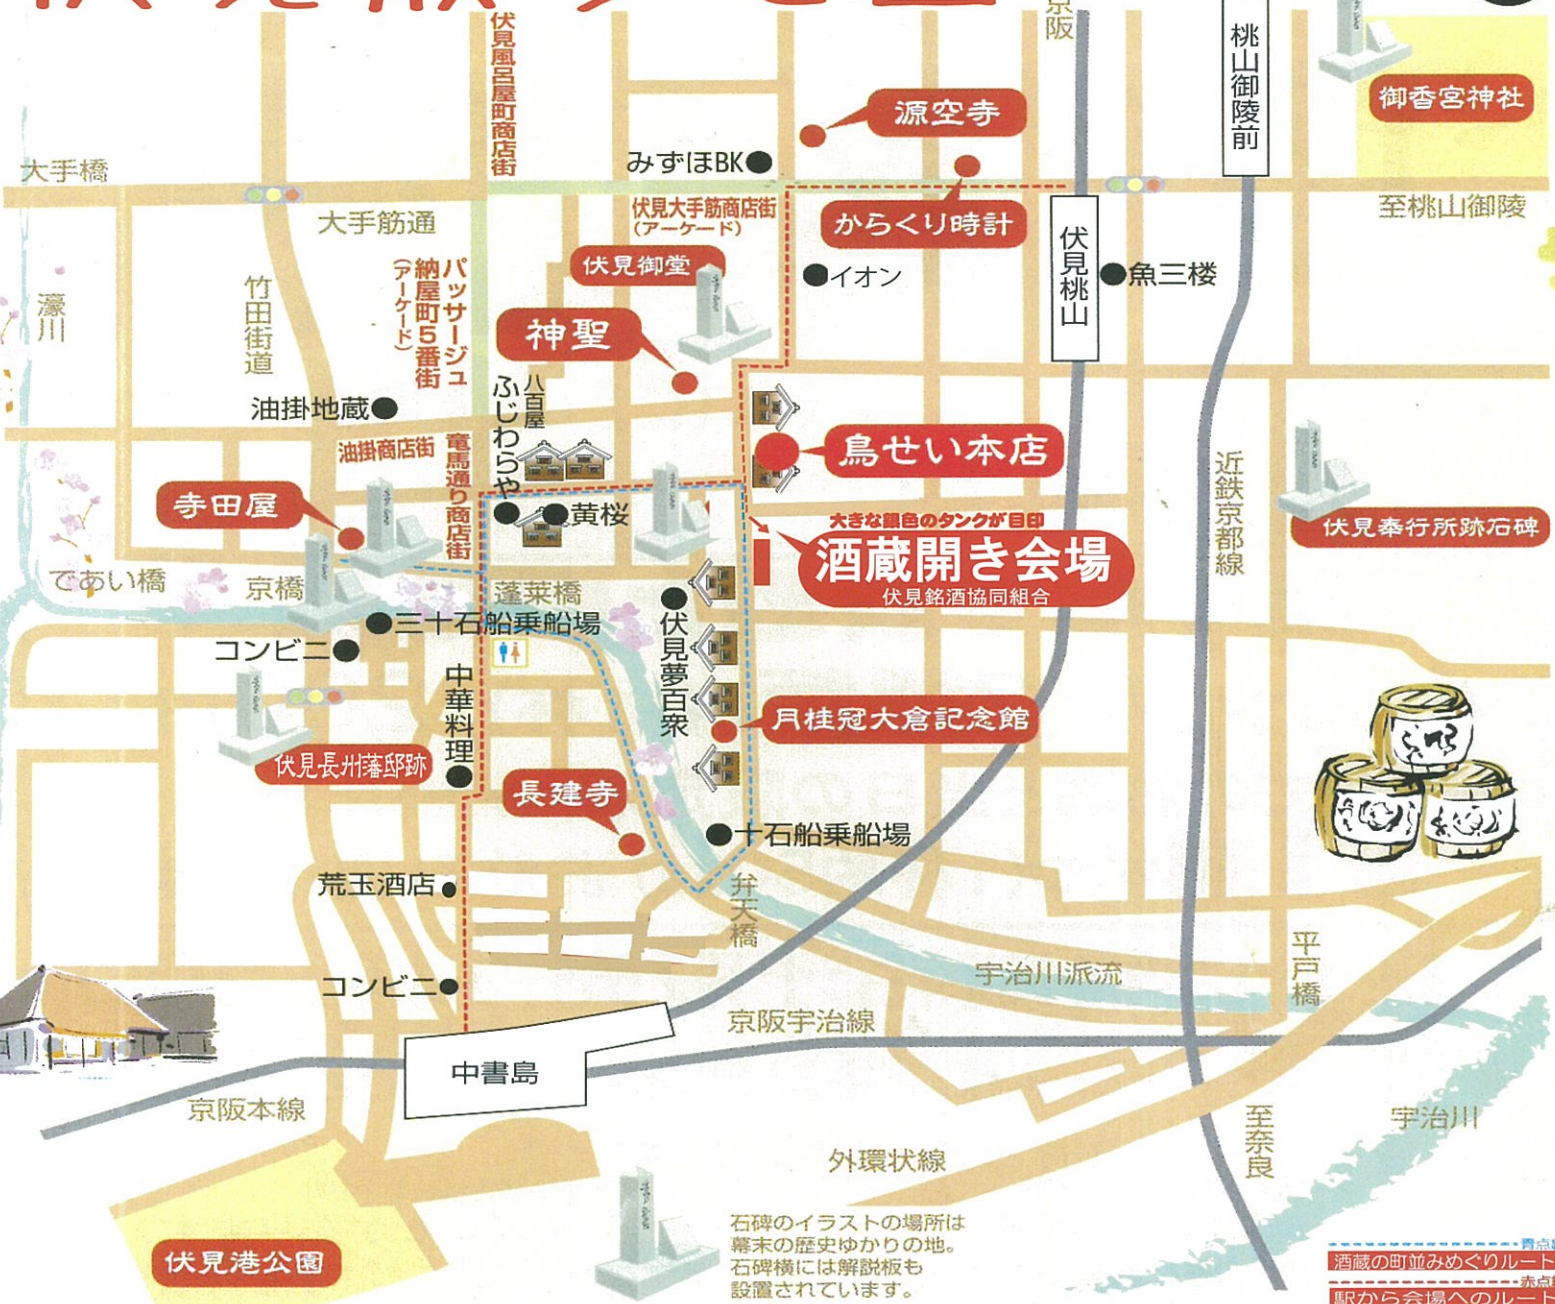 京阪
桃山御陵前
御香宮神社
伏見風呂屋町商店街
源空寺
みずほBK
大手橋
大手筋通
伏見大手筋商店街
(アーケード)
からくり時計
至桃山御陵
伏見御堂
イオン
伏見桃山
魚三楼
濠川
竹田街道
パッサージュ
納屋町5番街
(アーケード)
神聖
八百屋
ふじわらや
油掛地蔵
油掛商店街
竜馬通り商店街
鳥せい本店
近鉄京都線
寺田屋
黄桜
大きな銀色のタンクが目印
酒蔵開き会場
伏見銘酒協同組合
伏見奉行所跡石碑
であい橋
京橋
蓬莱橋
三十石船乗船場
コンビニ
中華料理
伏見夢百衆
月桂冠大倉記念館
伏見長州藩邸跡
長建寺
十石船乗船場
荒玉酒店
弁天橋
コンビニ
宇治川派流
平戸橋
京阪宇治線
中書島
京阪本線
外環状線
至奈良
宇治川
伏見港公園
石碑のイラストの場所は
幕末の歴史ゆかりの地。
石碑横には解説板も
設置されています。
青点
酒蔵の町並みめぐりルート
赤点
駅から会場へのルート